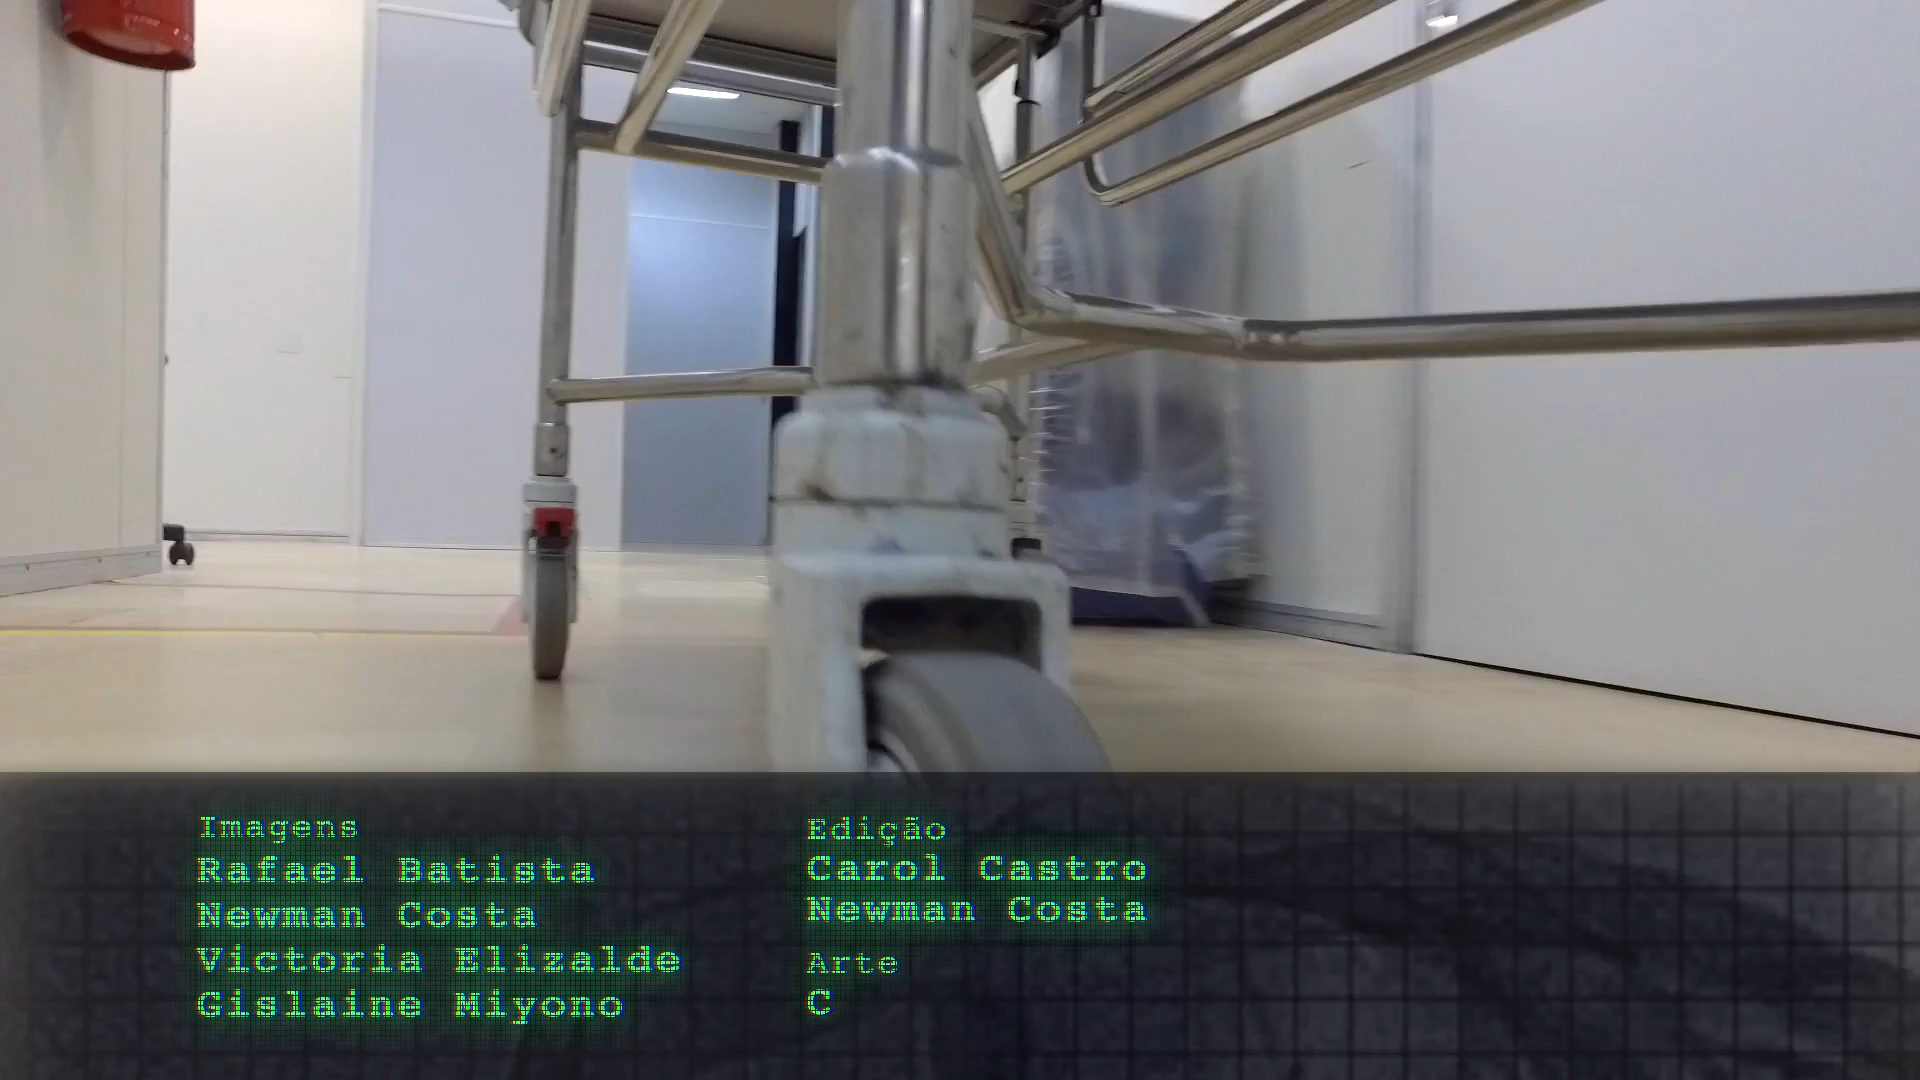 Imagens
Rafael Batista
Newman Costa
Victoria Elizalde
Gislaine Miyono
Edição
Carol Castro
Newman Costa
Arte
C